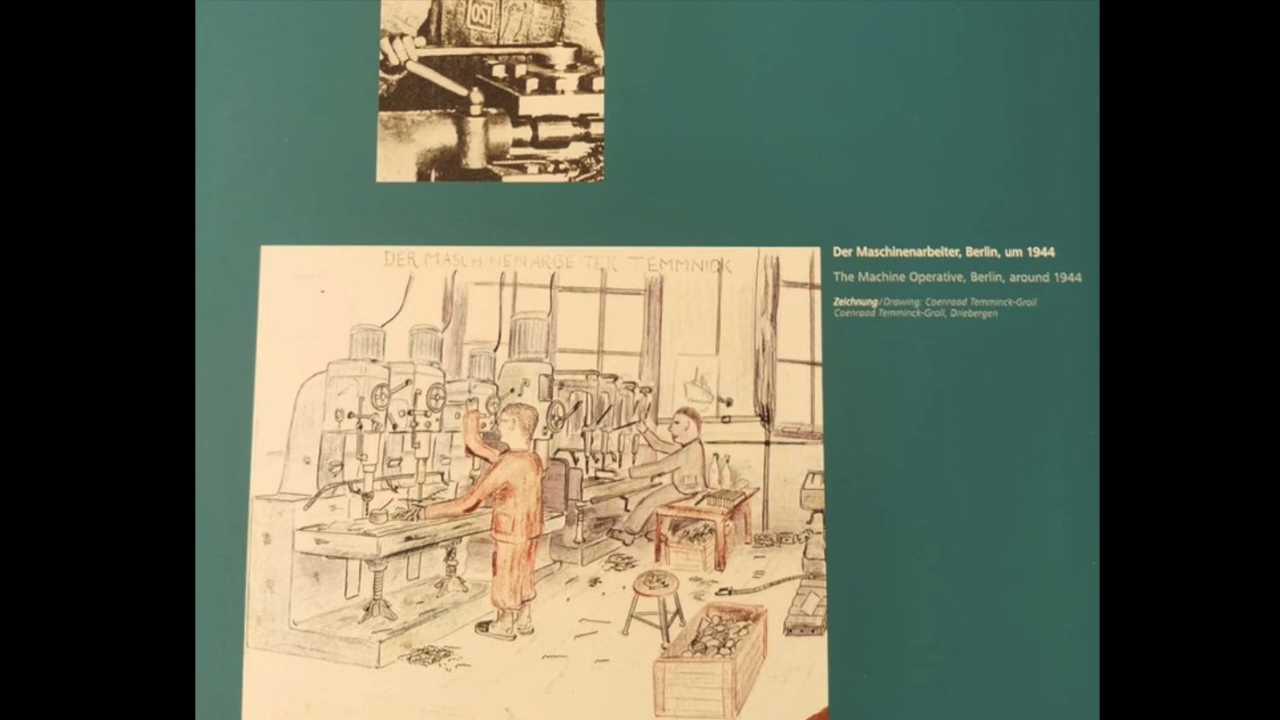 OST
DER MASCHINENARBEITER TEMMNICK
Der Maschinenarbeiter, Berlin, um 1944
The Machine Operative, Berlin, around 1944
Zeichnung/Drawing: Coenraad Temminck-Groll
Coenraad Temminck-Groll, Driebergen